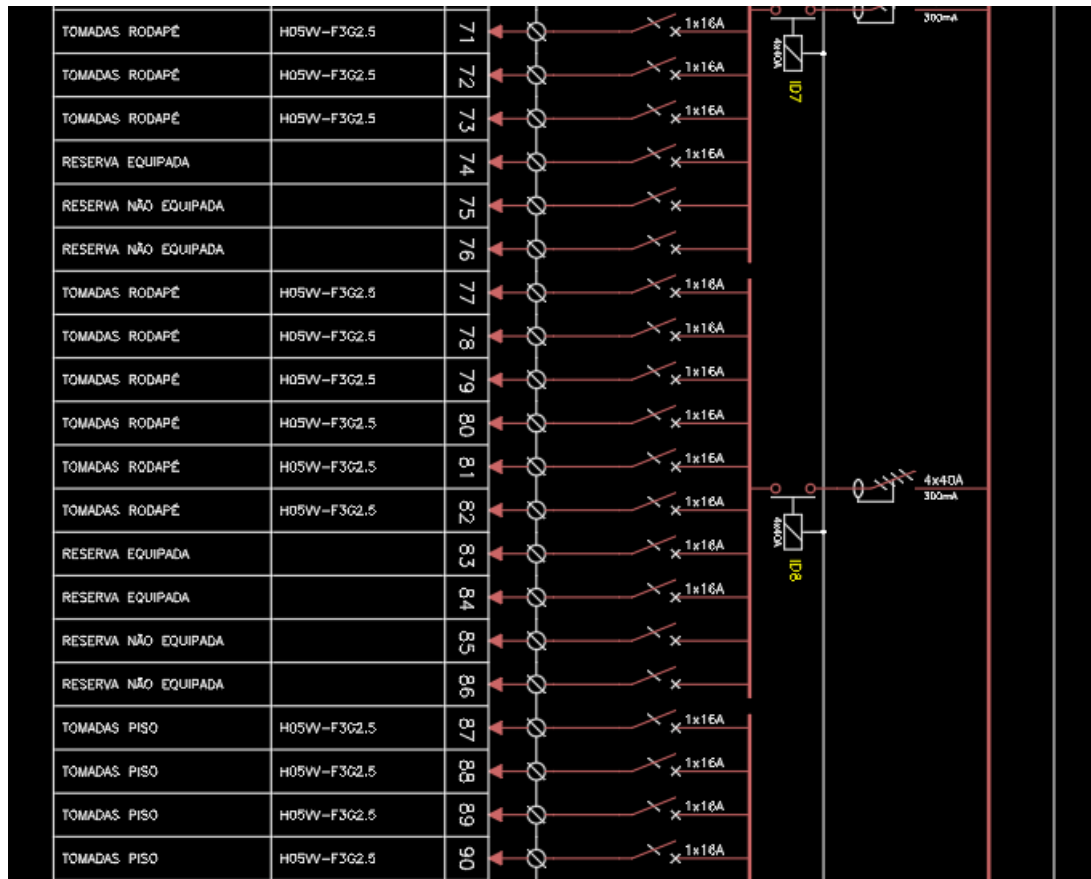 TOMADAS RODAPÉ H05VV-F3G2.5 71 1x16A 300mA
4x40A
ID7
TOMADAS RODAPÉ H05VV-F3G2.5 72 1x16A
TOMADAS RODAPÉ H05VV-F3G2.5 73 1x16A
RESERVA EQUIPADA 74 1x16A
RESERVA NÃO EQUIPADA 75
RESERVA NÃO EQUIPADA 76
TOMADAS RODAPÉ H05VV-F3G2.5 77 1x16A
TOMADAS RODAPÉ H05VV-F3G2.5 78 1x16A
TOMADAS RODAPÉ H05VV-F3G2.5 79 1x16A
TOMADAS RODAPÉ H05VV-F3G2.5 80 1x16A
TOMADAS RODAPÉ H05VV-F3G2.5 81 1x16A
4x40A
300mA
TOMADAS RODAPÉ H05VV-F3G2.5 82 1x16A
4x40A
ID8
RESERVA EQUIPADA 83 1x16A
RESERVA EQUIPADA 84 1x16A
RESERVA NÃO EQUIPADA 85
RESERVA NÃO EQUIPADA 86
TOMADAS PISO H05VV-F3G2.5 87 1x16A
TOMADAS PISO H05VV-F3G2.5 88 1x16A
TOMADAS PISO H05VV-F3G2.5 89 1x16A
TOMADAS PISO H05VV-F3G2.5 90 1x16A